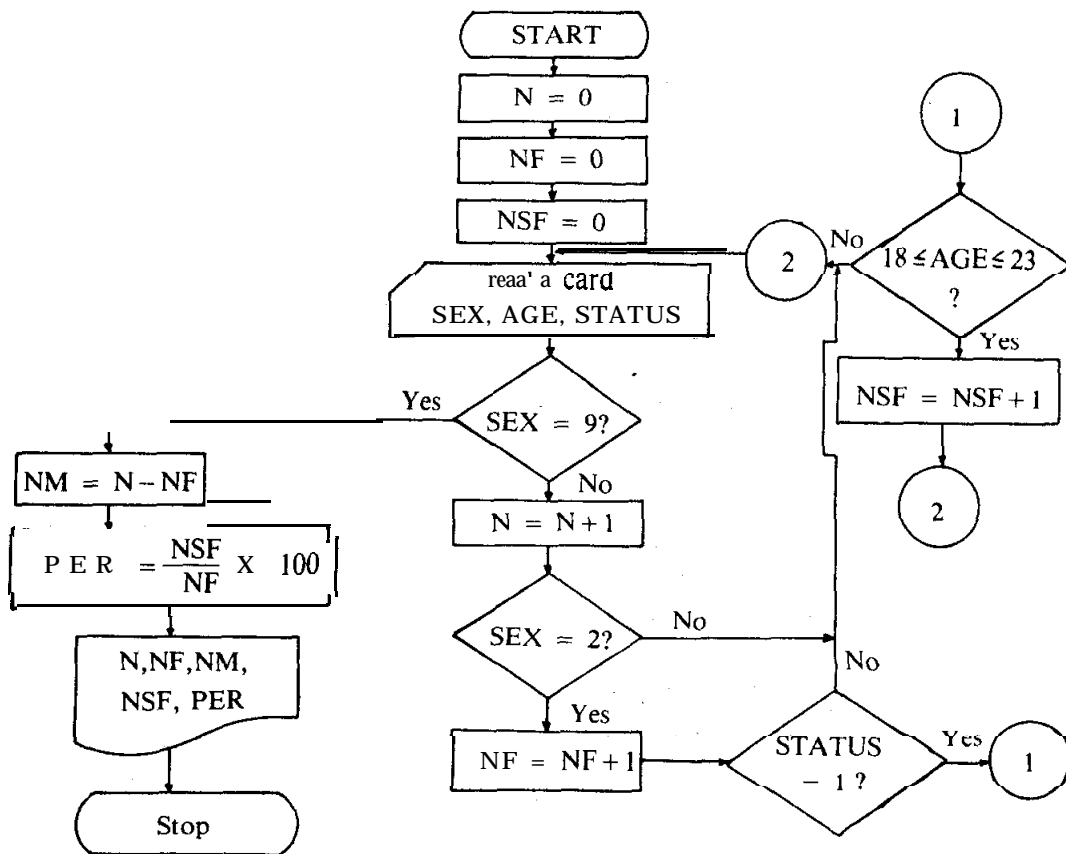 START
N = 0
NF = 0
NSF = 0
reaa' a card
SEX, AGE, STATUS
SEX = 9?
Yes
No
N = N+1
SEX = 2?
No
Yes
NF = NF+1
STATUS
– 1 ?
No
Yes
1
1
18 ≤ AGE ≤ 23
?
No
2
Yes
NSF = NSF+1
2
NM = N – NF
PER = NSF
NF X 100
N,NF,NM,
NSF, PER
Stop